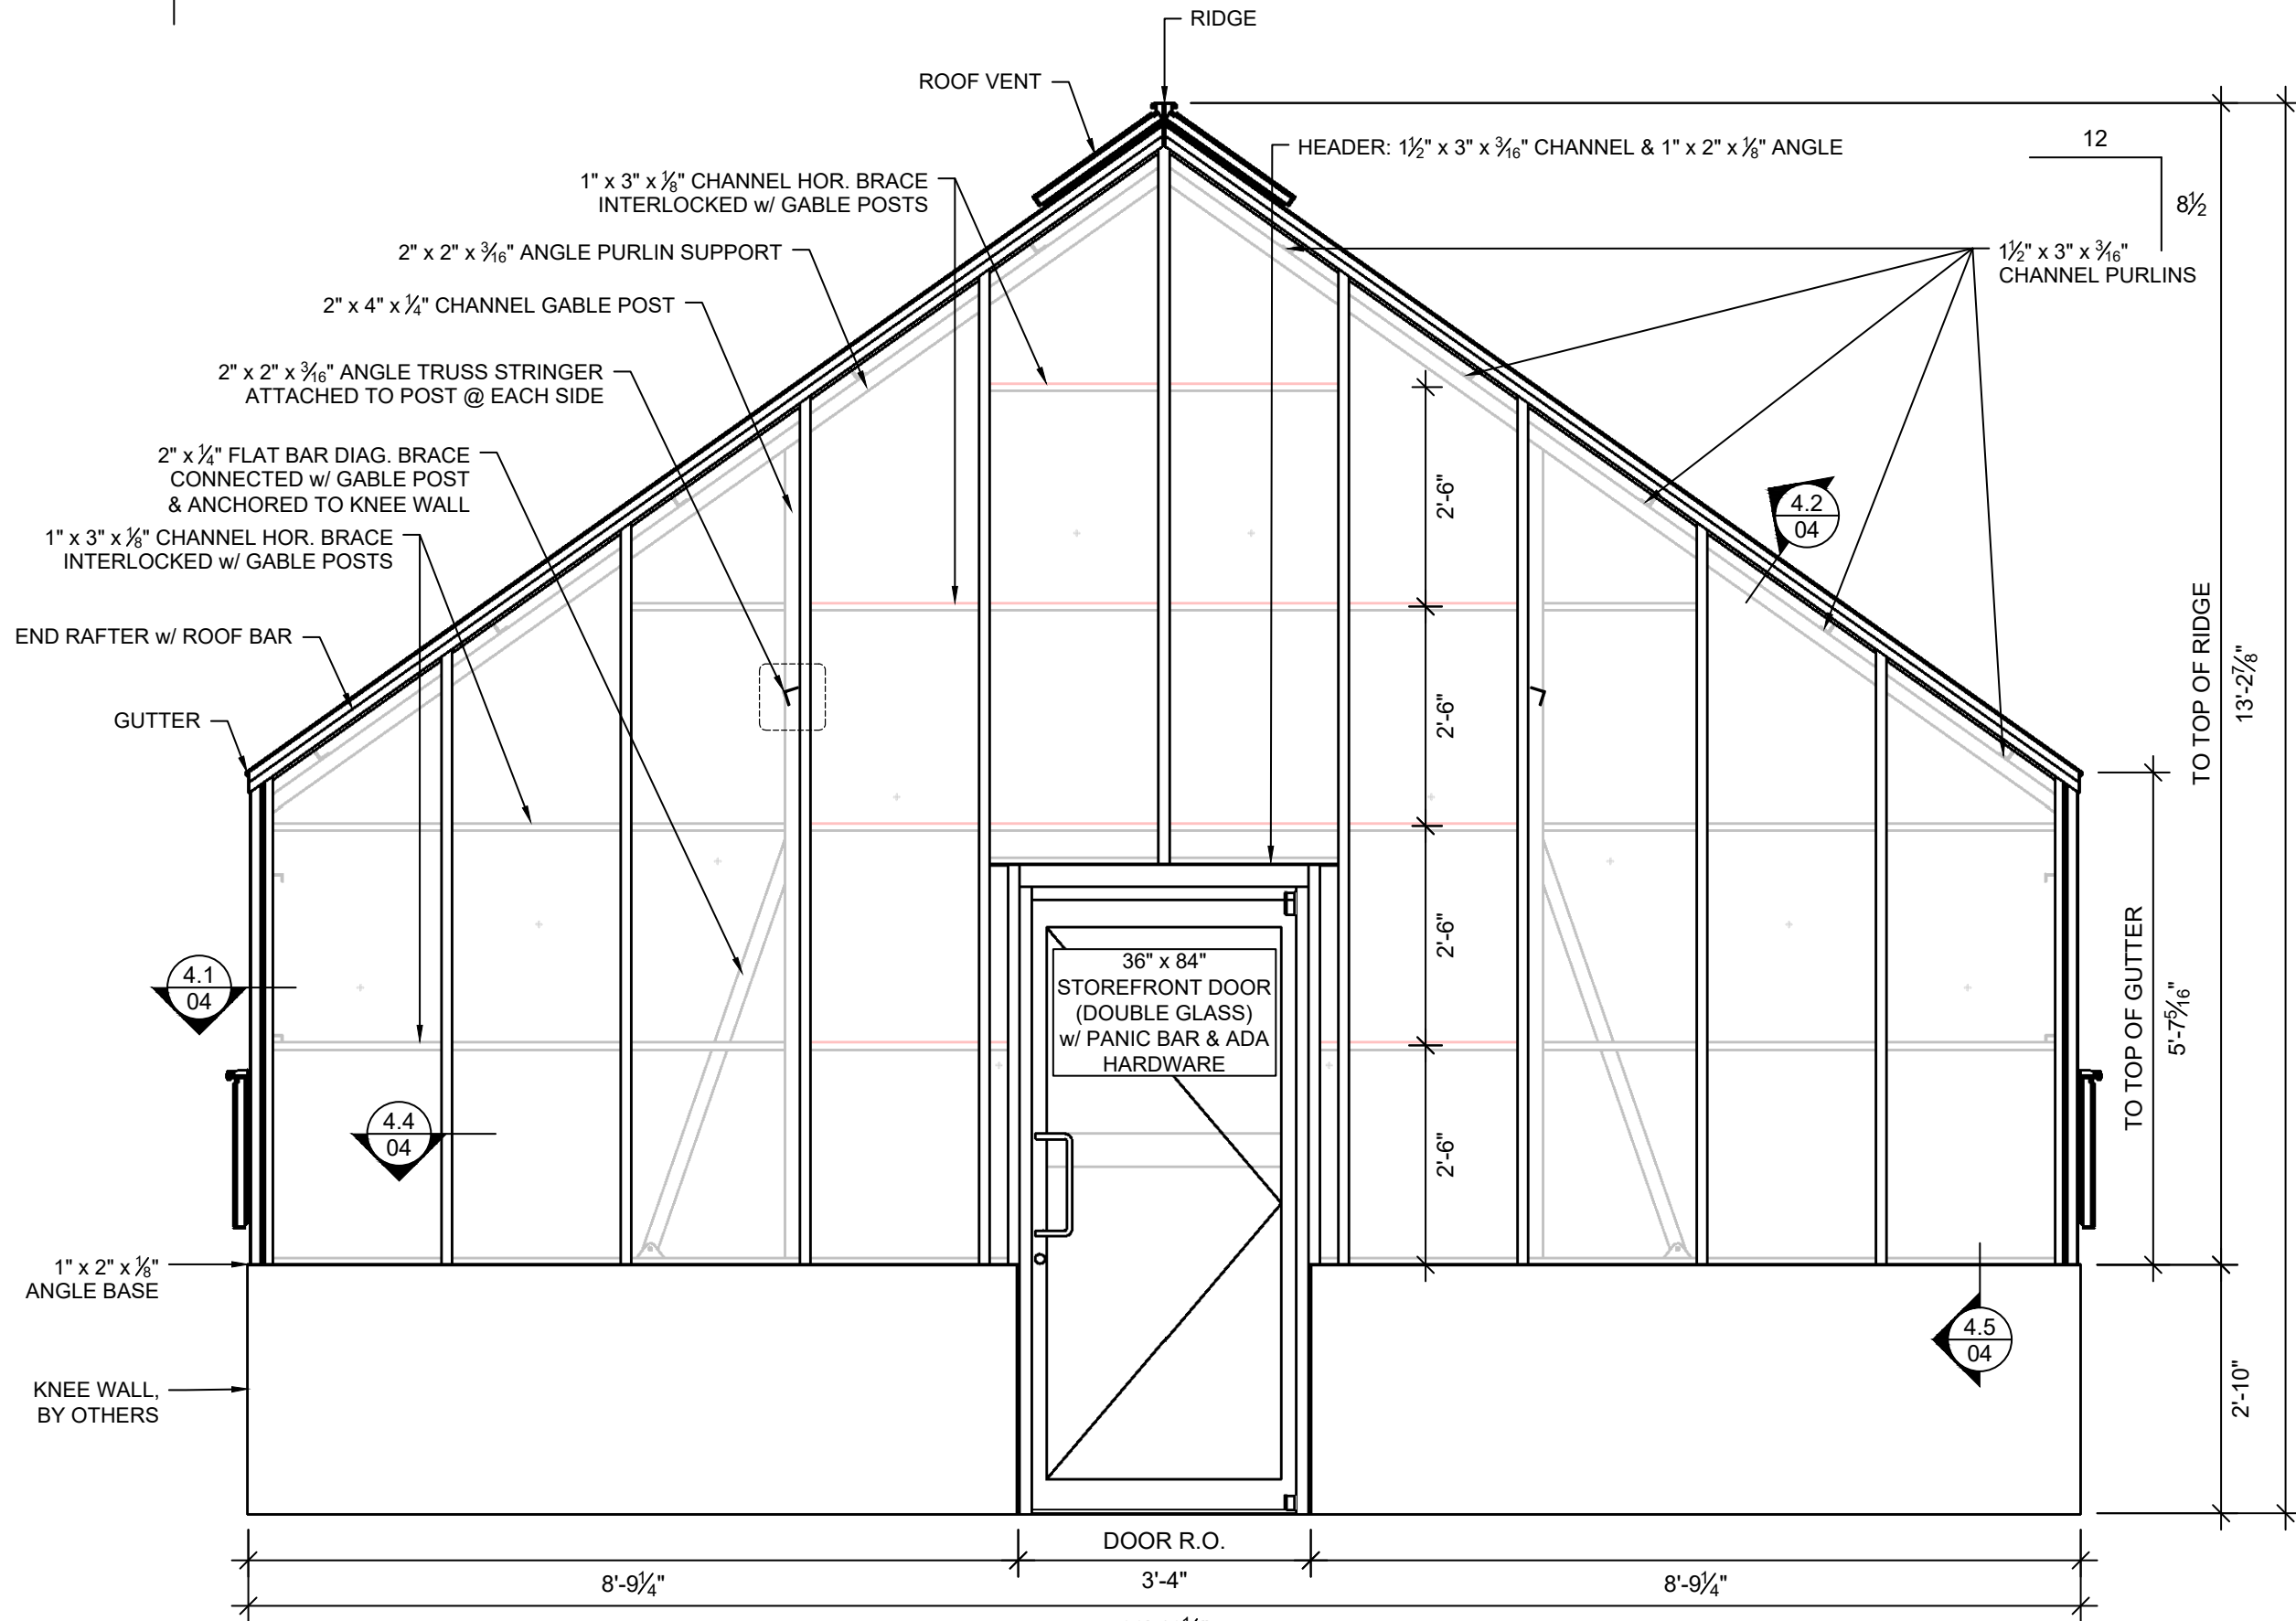 RIDGE
ROOF VENT
HEADER: 1½" x 3" x 3⁄16" CHANNEL & 1" x 2" x ⅛" ANGLE
12
8½
1" x 3" x ⅛" CHANNEL HOR. BRACE
INTERLOCKED w/ GABLE POSTS
2" x 2" x 3⁄16" ANGLE PURLIN SUPPORT
1½" x 3" x 3⁄16"
CHANNEL PURLINS
2" x 4" x ¼" CHANNEL GABLE POST
2" x 2" x 3⁄16" ANGLE TRUSS STRINGER
ATTACHED TO POST @ EACH SIDE
2" x ¼" FLAT BAR DIAG. BRACE
CONNECTED w/ GABLE POST
& ANCHORED TO KNEE WALL
1" x 3" x ⅛" CHANNEL HOR. BRACE
INTERLOCKED w/ GABLE POSTS
END RAFTER w/ ROOF BAR
GUTTER
4.2
04
2'-6"
2'-6"
2'-6"
2'-6"
TO TOP OF RIDGE
13'-2⅞"
TO TOP OF GUTTER
5'-7 5⁄16"
36" x 84"
STOREFRONT DOOR
(DOUBLE GLASS)
w/ PANIC BAR & ADA
HARDWARE
4.1
04
4.4
04
1" x 2" x ⅛"
ANGLE BASE
4.5
04
KNEE WALL,
BY OTHERS
2'-10"
DOOR R.O.
8'-9¼"
3'-4"
8'-9¼"